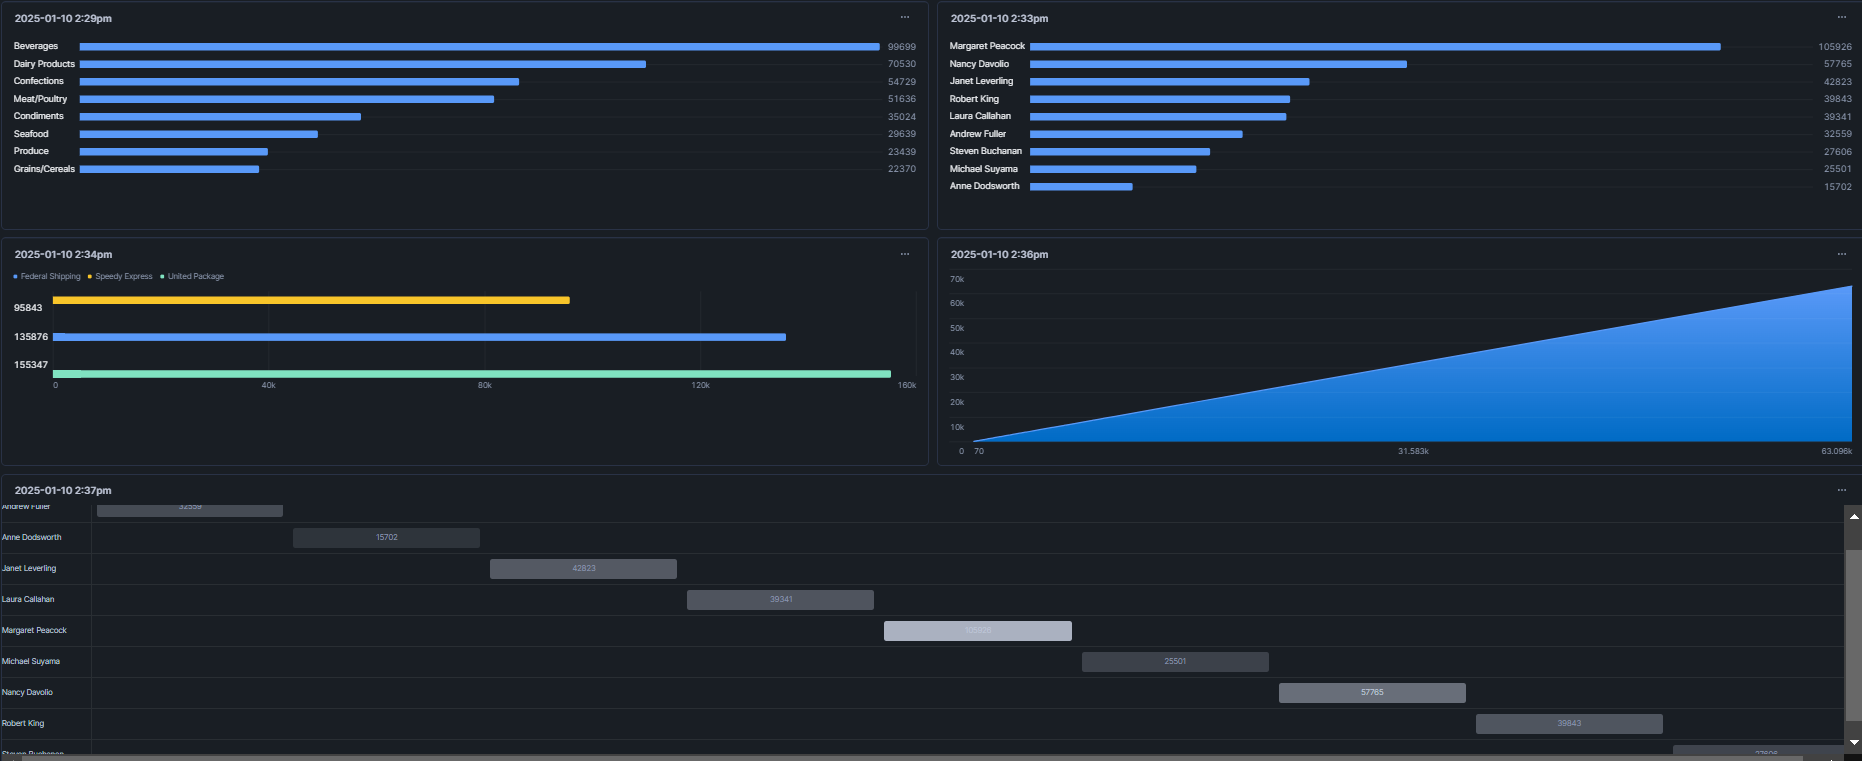 2025-01-10 2:29pm
Beverages 99699
Dairy Products 70530
Confections 54729
Meat/Poultry 51636
Condiments 35024
Seafood 29639
Produce 23439
Grains/Cereals 22370
2025-01-10 2:33pm
Margaret Peacock 105926
Nancy Davolio 57765
Janet Leverling 42823
Robert King 39843
Laura Callahan 39341
Andrew Fuller 32559
Steven Buchanan 27606
Michael Suyama 25501
Anne Dodsworth 15702
2025-01-10 2:34pm
Federal Shipping Speedy Express United Package
95843
135876
155347
0 40k 80k 120k 160k
2025-01-10 2:36pm
70k
60k
50k
40k
30k
20k
10k
0 70 31.583k 63.096k
2025-01-10 2:37pm
Andrew Fuller 32559
Anne Dodsworth 15702
Janet Leverling 42823
Laura Callahan 39341
Margaret Peacock 105926
Michael Suyama 25501
Nancy Davolio 57765
Robert King 39843
Steven Buchanan 27606